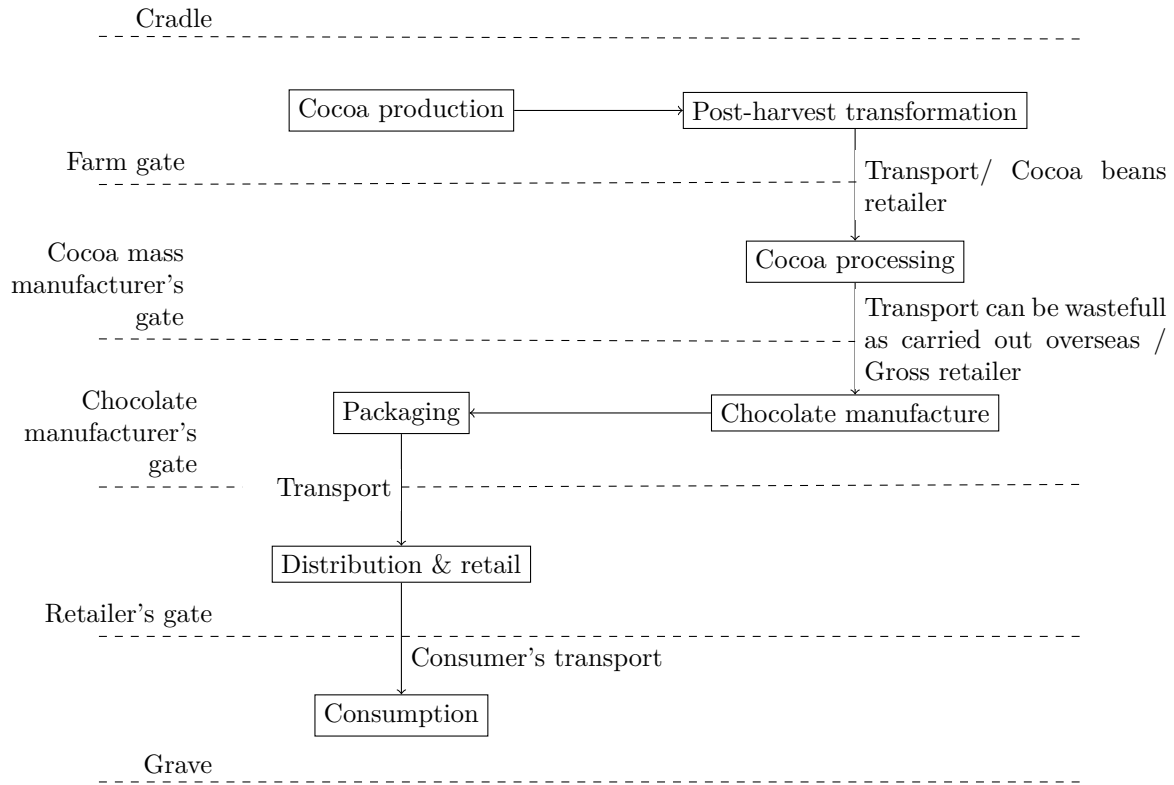 Cradle
Cocoa production
Post-harvest transformation
Farm gate
Transport/ Cocoa beans
retailer
Cocoa mass
manufacturer's
gate
Cocoa processing
Transport can be wastefull
as carried out overseas /
Gross retailer
Chocolate
manufacturer's
gate
Packaging
Chocolate manufacture
Transport
Distribution & retail
Retailer's gate
Consumer's transport
Consumption
Grave